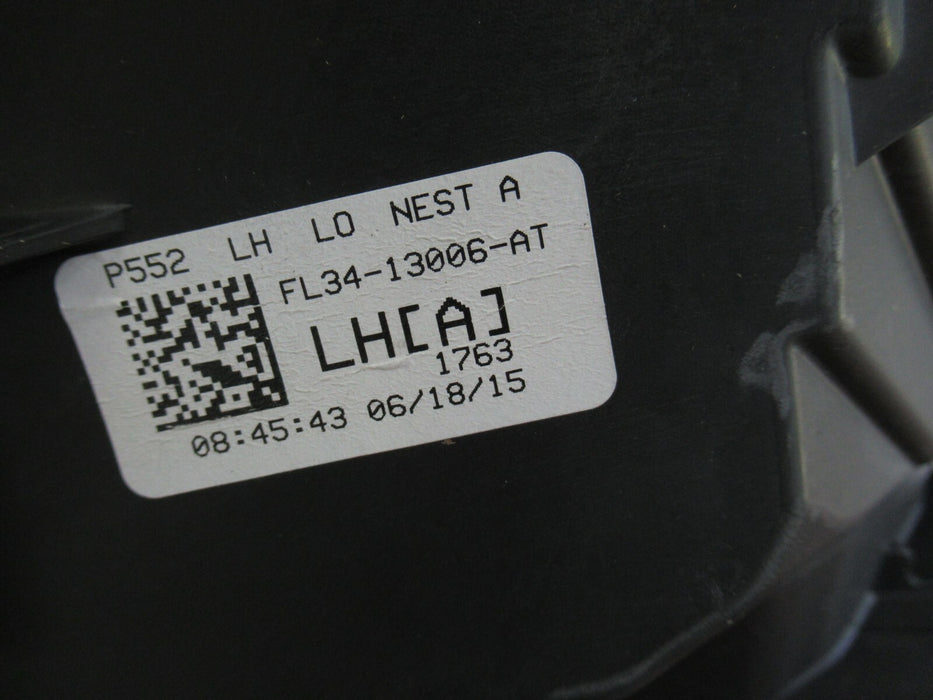 P552 LH LO NEST A
FL34-13006-AT
LH[A]
1763
08:45:43 06/18/15